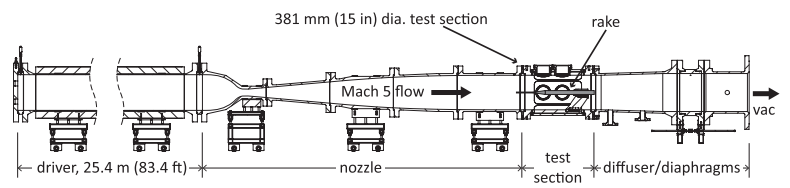 381 mm (15 in) dia. test section
rake
Mach 5 flow
vac
driver, 25.4 m (83.4 ft)
nozzle
test
section
diffuser/diaphragms